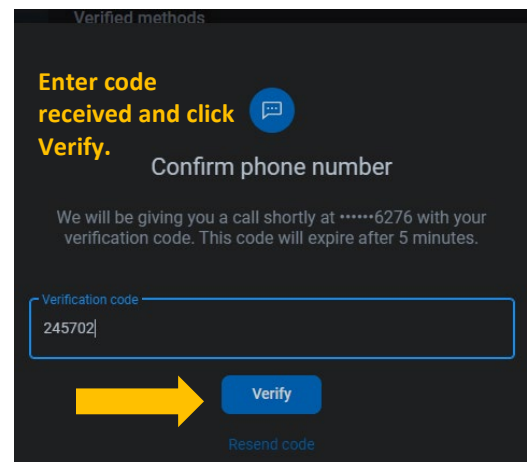 Verified methods
Enter code
received and click
Verify.
Confirm phone number
We will be giving you a call shortly at ••••••6276 with your
verification code. This code will expire after 5 minutes.
Verification code
245702
Verify
Resend code